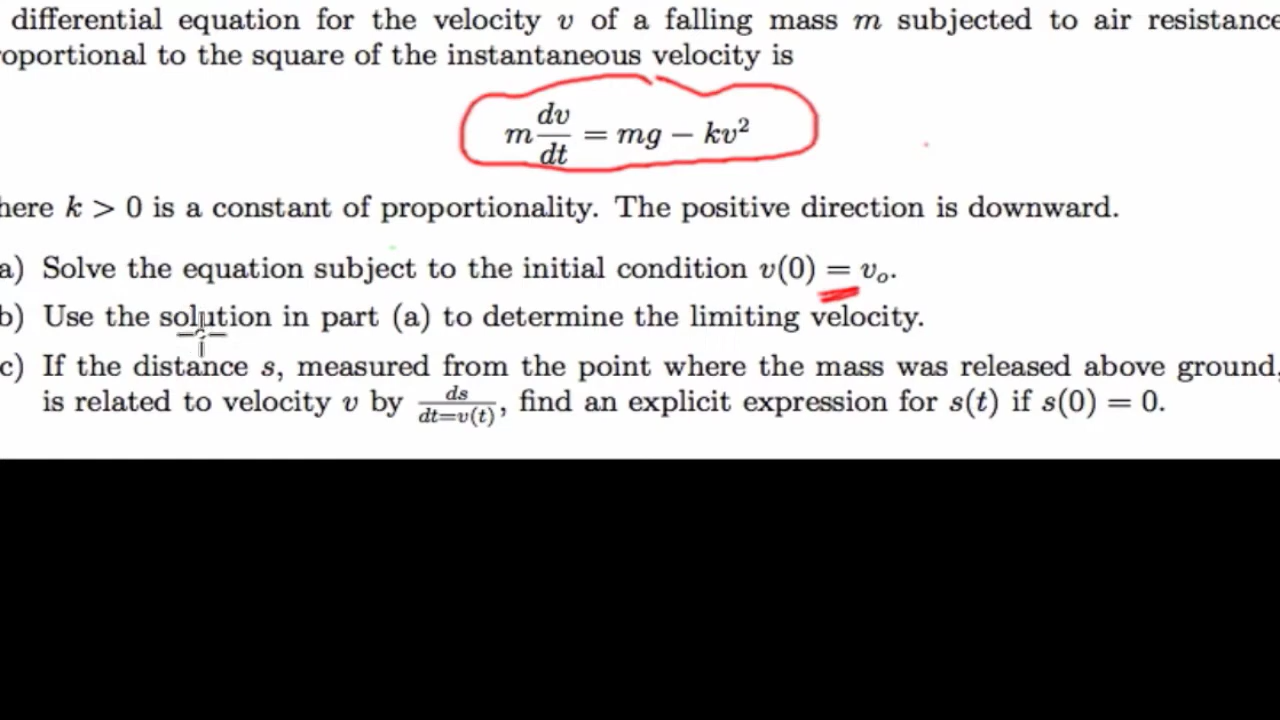 differential equation for the velocity v of a falling mass m subjected to air resistance
oportional to the square of the instantaneous velocity is
m dv/dt = mg − kv²
here k > 0 is a constant of proportionality. The positive direction is downward.
a) Solve the equation subject to the initial condition v(0) = vₒ.
b) Use the solution in part (a) to determine the limiting velocity.
c) If the distance s, measured from the point where the mass was released above ground,
is related to velocity v by ds/dt=v(t), find an explicit expression for s(t) if s(0) = 0.